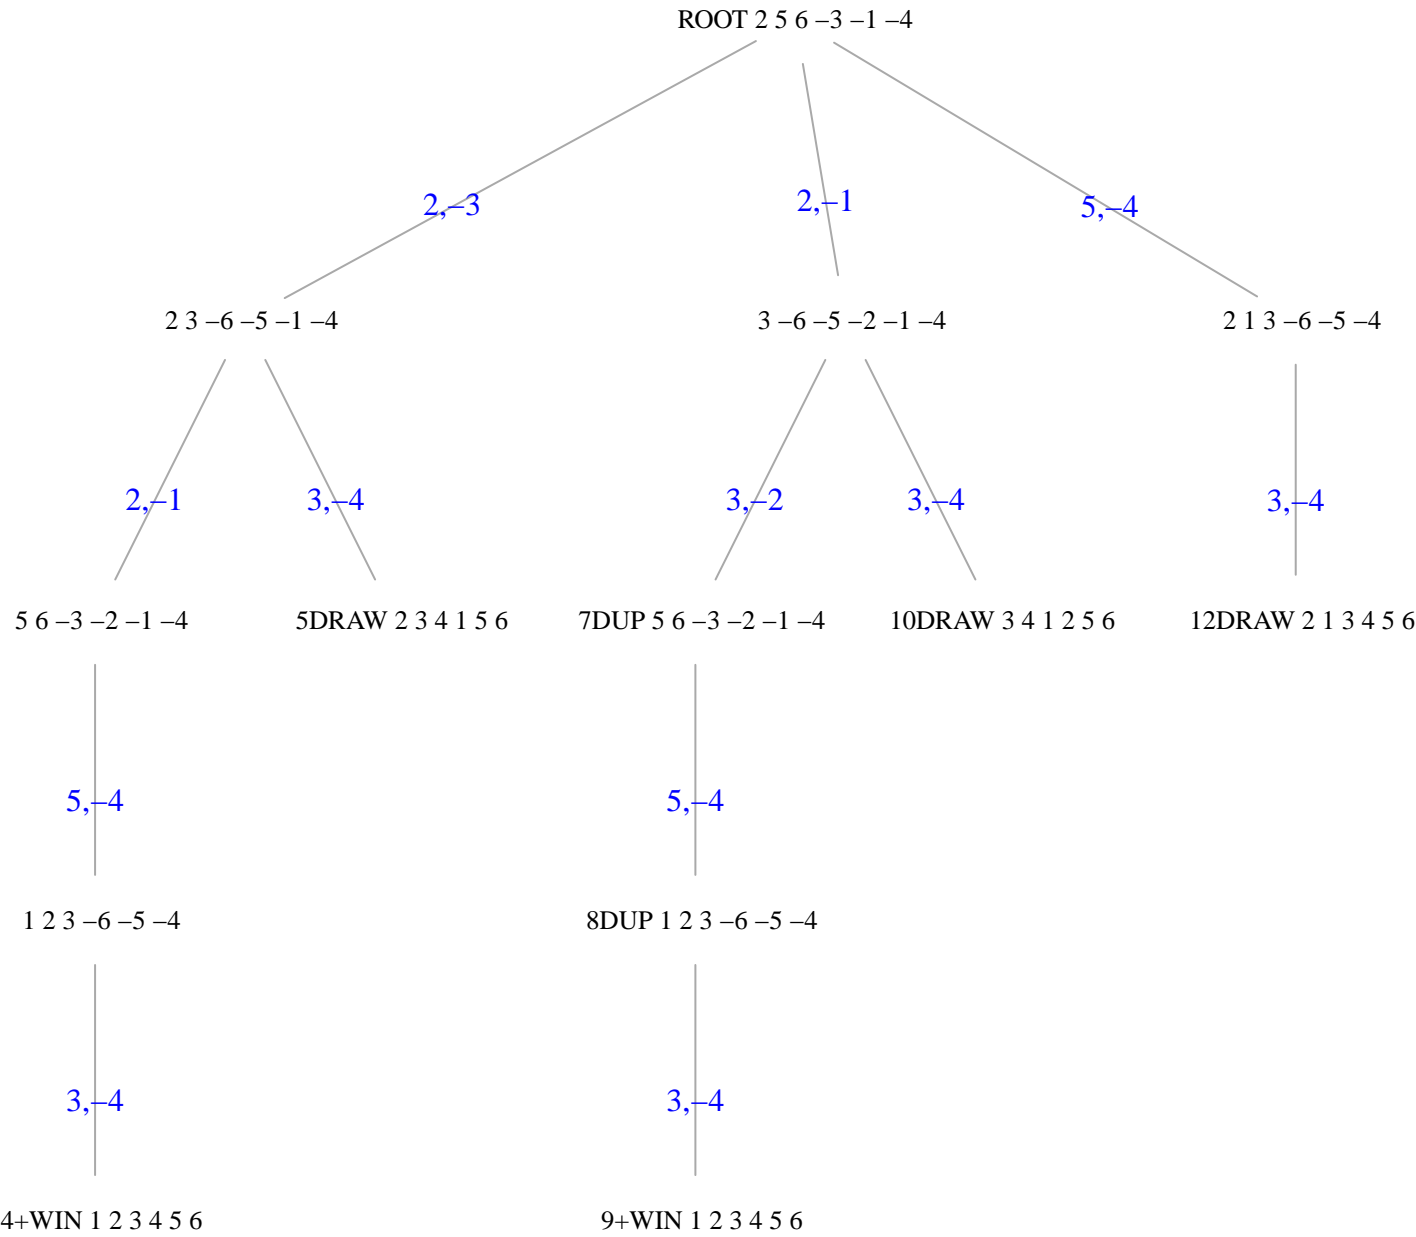 ROOT 2 5 6 –3 –1 –4
2,–3
2,–1
5,–4
2 3 –6 –5 –1 –4
3 –6 –5 –2 –1 –4
2 1 3 –6 –5 –4
2,–1
3,–4
3,–2
3,–4
3,–4
5 6 –3 –2 –1 –4
5DRAW 2 3 4 1 5 6
7DUP 5 6 –3 –2 –1 –4
10DRAW 3 4 1 2 5 6
12DRAW 2 1 3 4 5 6
5,–4
5,–4
1 2 3 –6 –5 –4
8DUP 1 2 3 –6 –5 –4
3,–4
3,–4
4+WIN 1 2 3 4 5 6
9+WIN 1 2 3 4 5 6